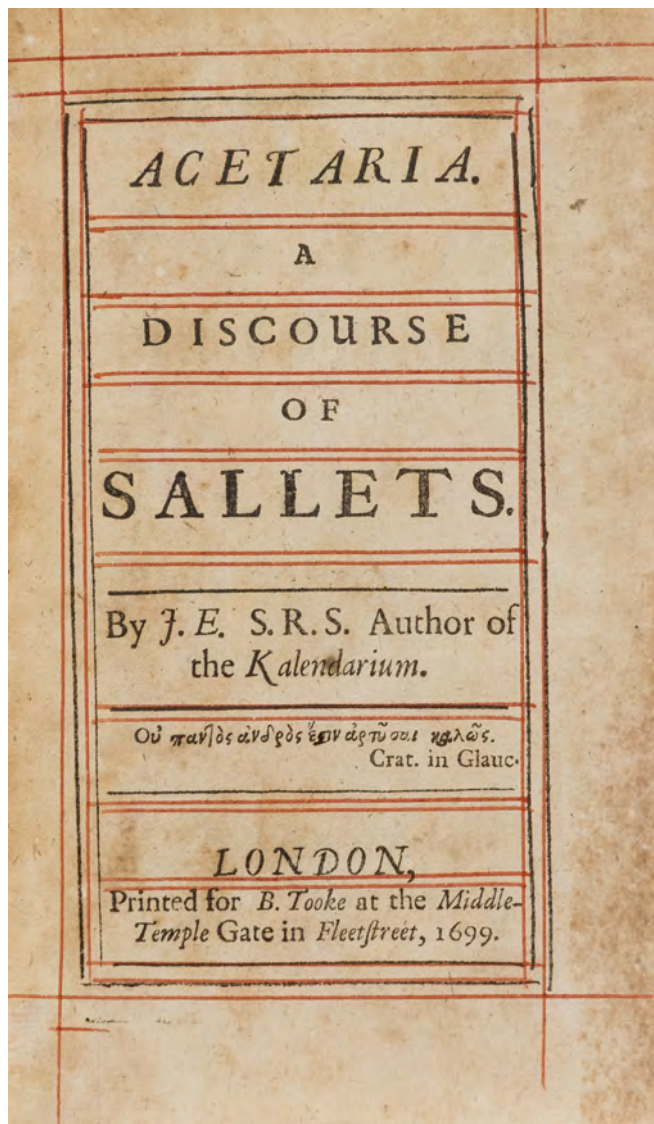 ACETARIA.
A
DISCOURSE
OF
SALLETS.
By J. E. S.R.S. Author of
the Kalendarium.
Οὐ παντὸς ἀνδρὸς ἔστιν ἀρτῦσαι καλῶς.
Crat. in Glauc.
LONDON,
Printed for B. Tooke at the Middle-
Temple Gate in Fleetſtreet, 1699.